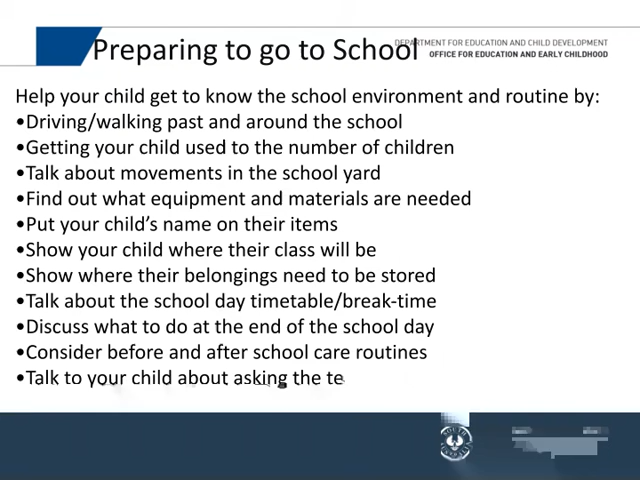 Preparing to go to School
DEPARTMENT FOR EDUCATION AND CHILD DEVELOPMENT
OFFICE FOR EDUCATION AND EARLY CHILDHOOD
Help your child get to know the school environment and routine by:
•Driving/walking past and around the school
•Getting your child used to the number of children
•Talk about movements in the school yard
•Find out what equipment and materials are needed
•Put your child’s name on their items
•Show your child where their class will be
•Show where their belongings need to be stored
•Talk about the school day timetable/break-time
•Discuss what to do at the end of the school day
•Consider before and after school care routines
•Talk to your child about asking the te